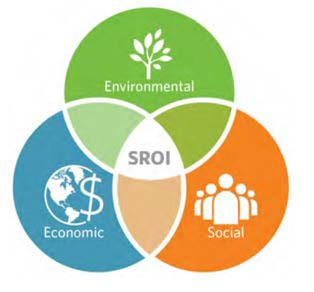 Environmental
SROI
$
Economic
Social